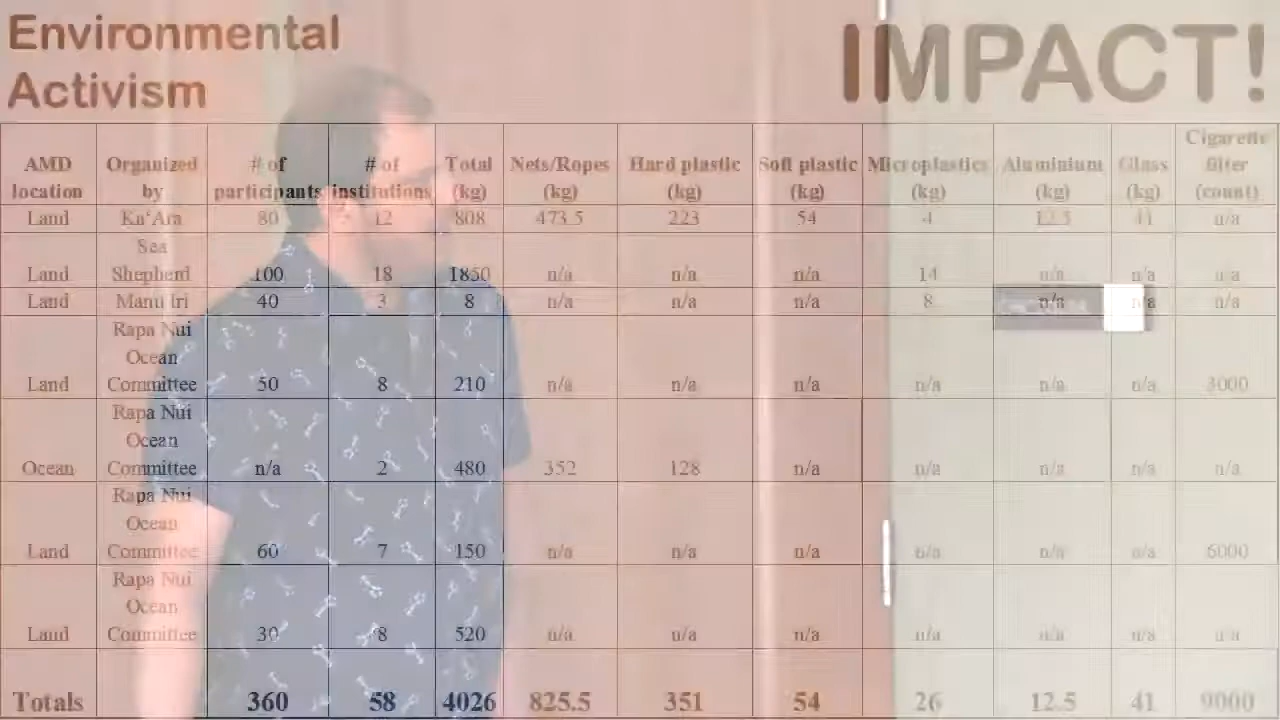 Environmental
Activism
IMPACT!
AMD location | Organized by | # of participants | # of institutions | Total (kg) | Nets/Ropes (kg) | Hard plastic (kg) | Soft plastic (kg) | Microplastics (kg) | Aluminium (kg) | Glass (kg) | Cigarette filter (count)
Land | Ka'Ara | 80 | 12 | 808 | 473.5 | 223 | 54 | 4 | 12.5 | 41 | n/a
Land | Sea Shepherd | 100 | 18 | 1850 | n/a | n/a | n/a | 14 | n/a | n/a | n/a
Land | Manu Iri | 40 | 3 | 8 | n/a | n/a | n/a | 8 | n/a | n/a | n/a
Land | Rapa Nui Ocean Committee | 50 | 8 | 210 | n/a | n/a | n/a | n/a | n/a | n/a | 3000
Ocean | Rapa Nui Ocean Committee | n/a | 2 | 480 | 352 | 128 | n/a | n/a | n/a | n/a | n/a
Land | Rapa Nui Ocean Committee | 60 | 7 | 150 | n/a | n/a | n/a | n/a | n/a | n/a | 6000
Land | Rapa Nui Ocean Committee | 30 | 8 | 520 | n/a | n/a | n/a | n/a | n/a | n/a | n/a
Totals | 360 | 58 | 4026 | 825.5 | 351 | 54 | 26 | 12.5 | 41 | 9000